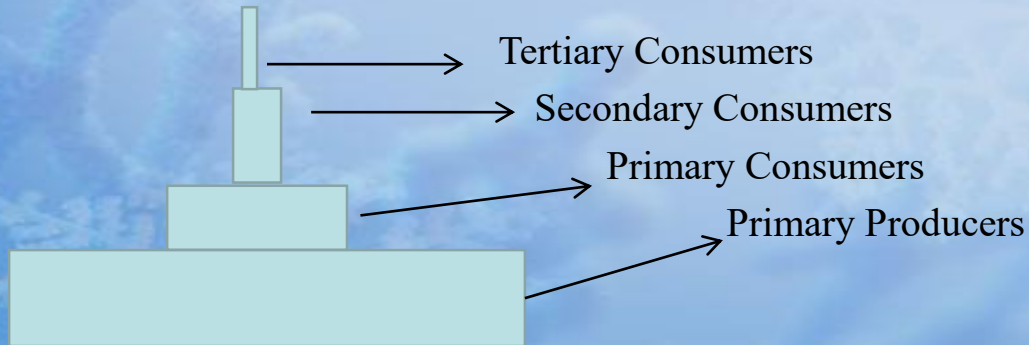 Tertiary Consumers
Secondary Consumers
Primary Consumers
Primary Producers